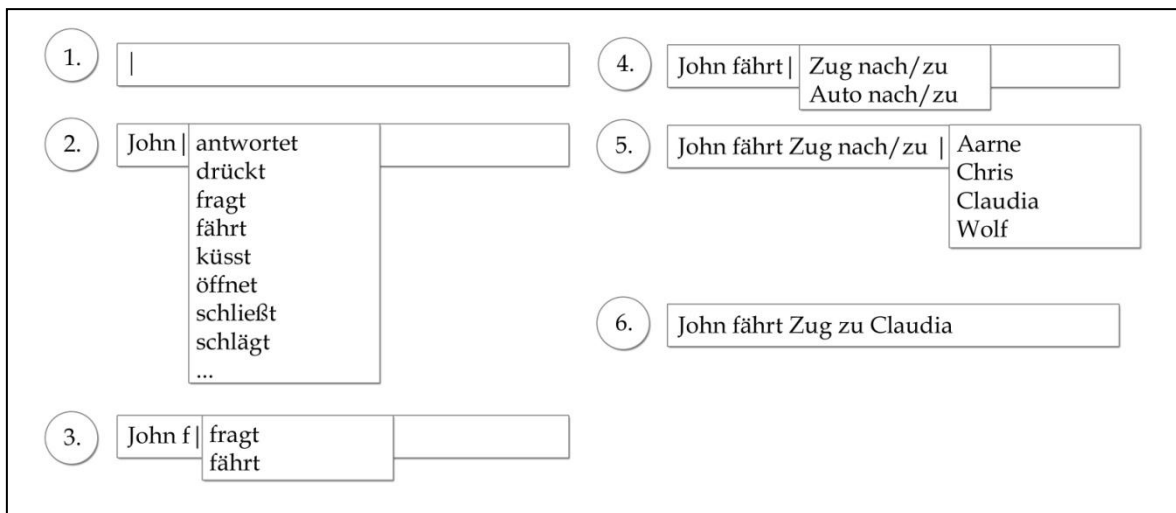 1.
|
2.
John | antwortet
drückt
fragt
fährt
küsst
öffnet
schließt
schlägt
...
3.
John f | fragt
fährt
4.
John fährt | Zug nach/zu
Auto nach/zu
5.
John fährt Zug nach/zu | Aarne
Chris
Claudia
Wolf
6.
John fährt Zug zu Claudia